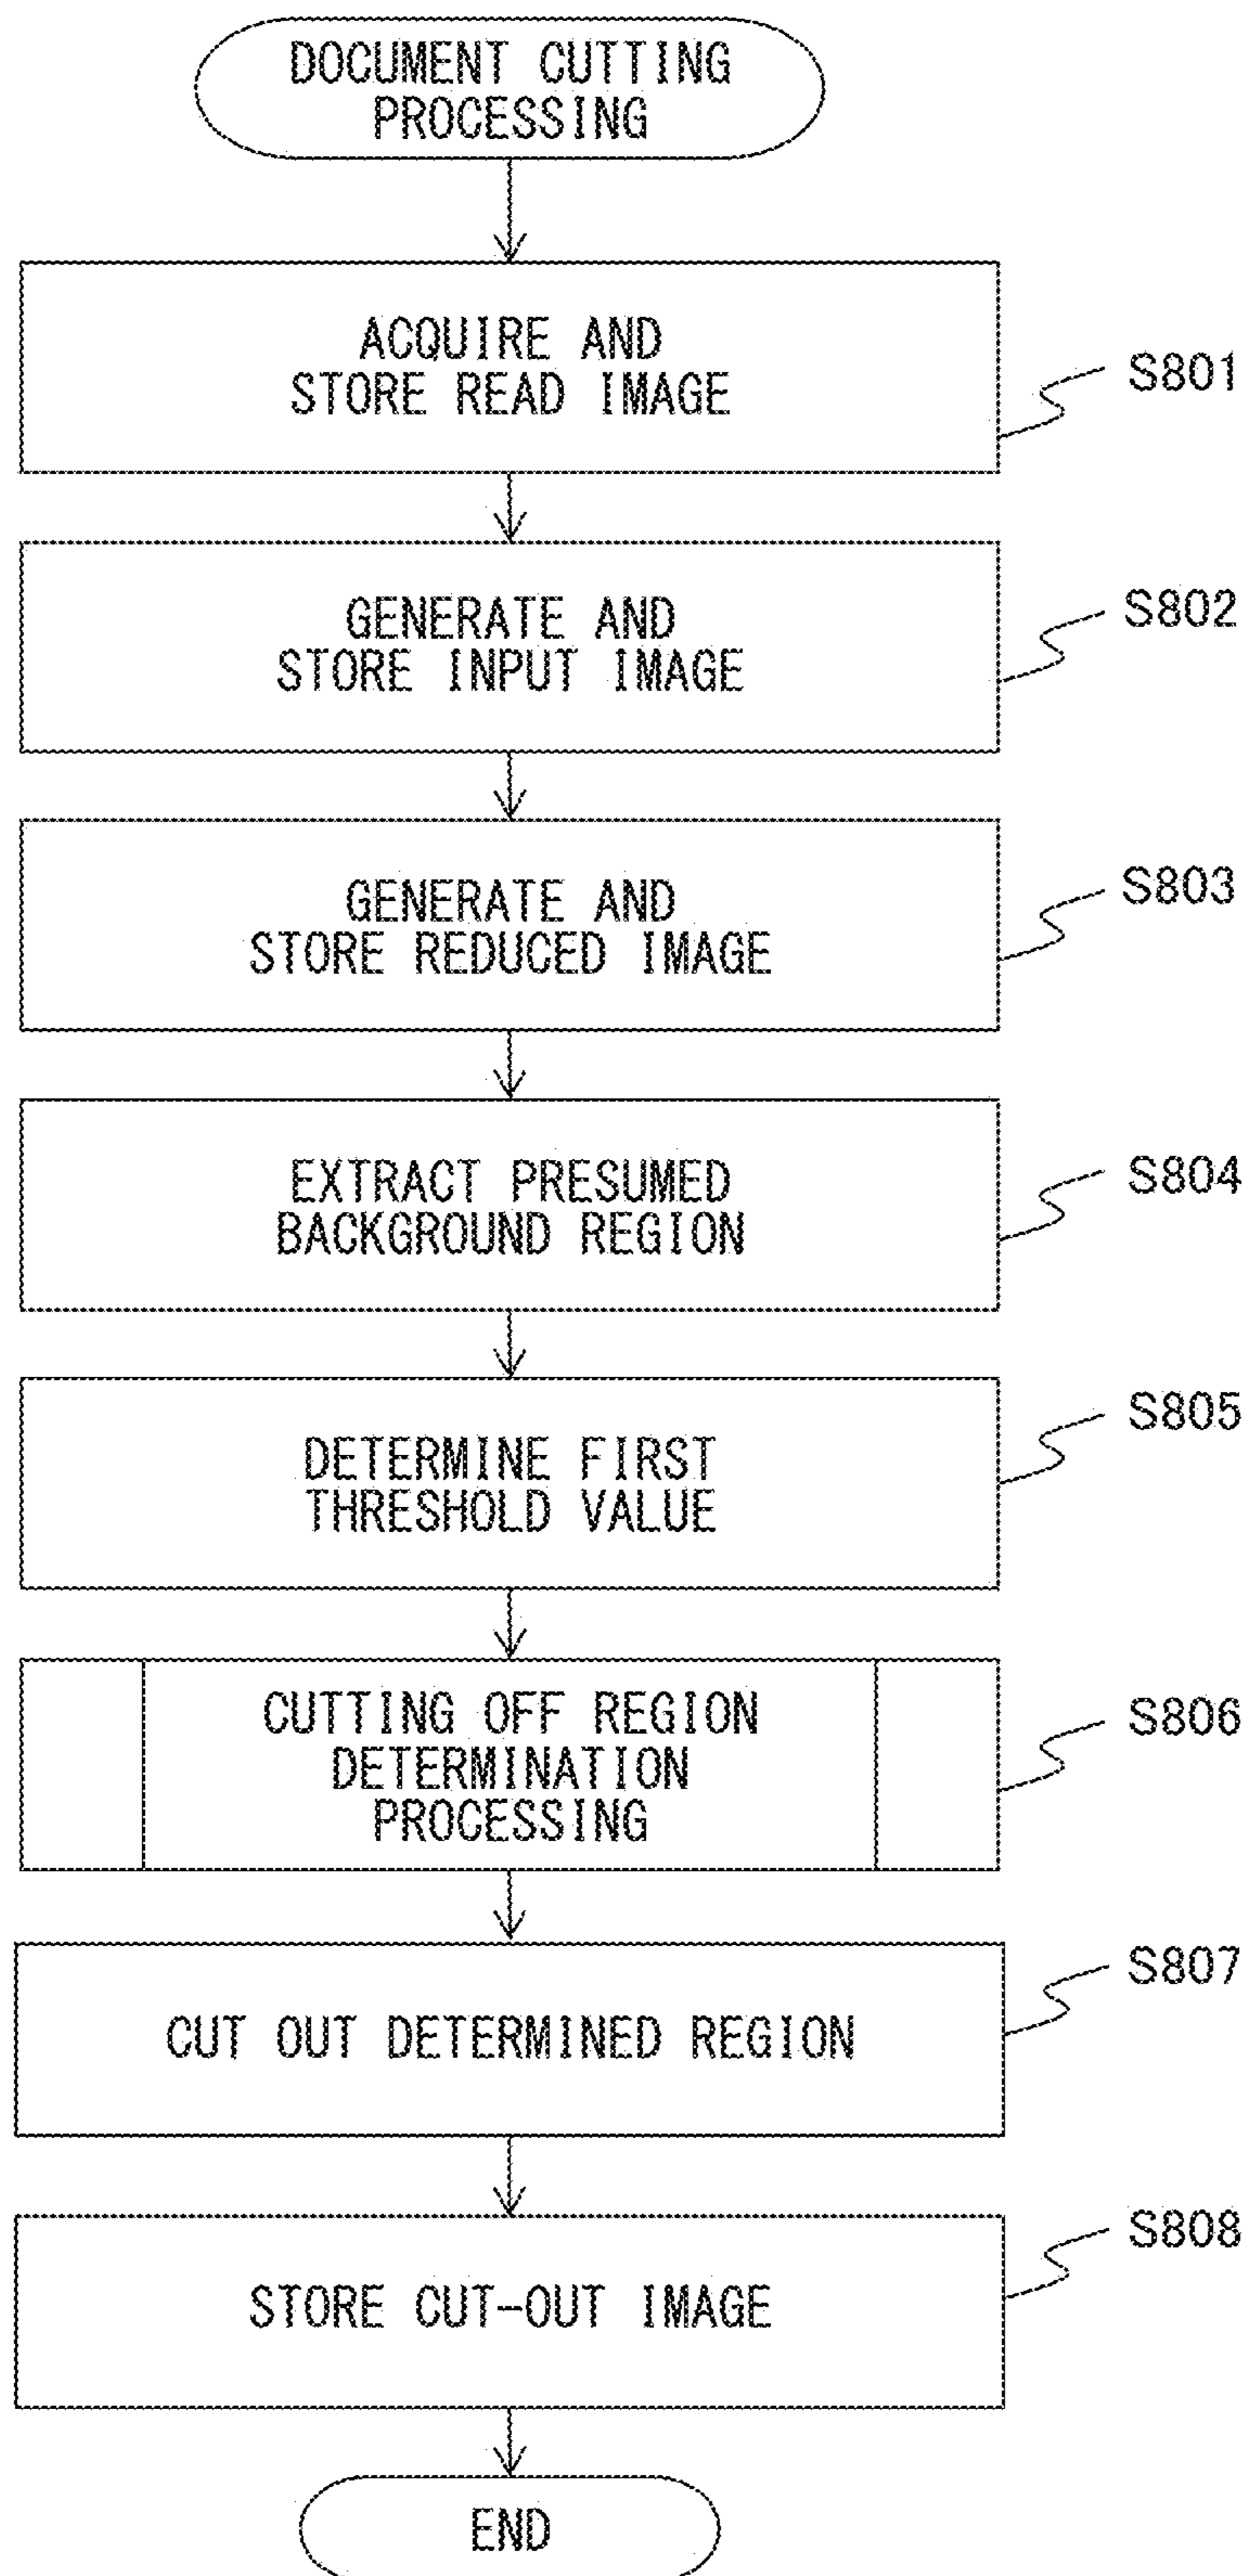 DOCUMENT CUTTING
PROCESSING
ACQUIRE AND
STORE READ IMAGE
S801
GENERATE AND
STORE INPUT IMAGE
S802
GENERATE AND
STORE REDUCED IMAGE
S803
EXTRACT PRESUMED
BACKGROUND REGION
S804
DETERMINE FIRST
THRESHOLD VALUE
S805
CUTTING OFF REGION
DETERMINATION
PROCESSING
S806
CUT OUT DETERMINED REGION
S807
STORE CUT-OUT IMAGE
S808
END